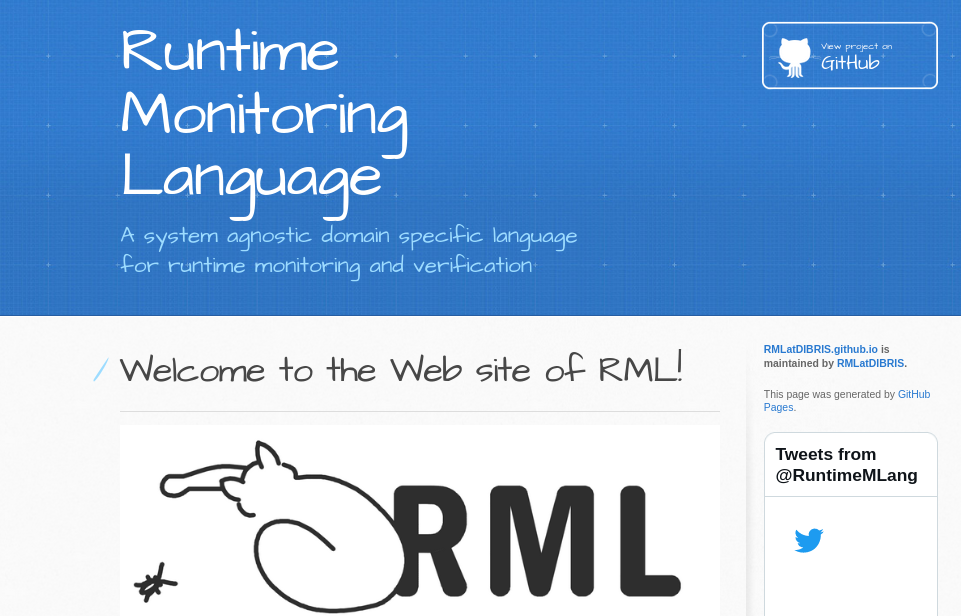 Runtime
Monitoring
Language
A system agnostic domain specific language
for runtime monitoring and verification
View project on
GitHub
Welcome to the Web site of RML!
RML
RMLatDIBRIS.github.io is
maintained by RMLatDIBRIS.
This page was generated by GitHub
Pages.
Tweets from
@RuntimeMLang